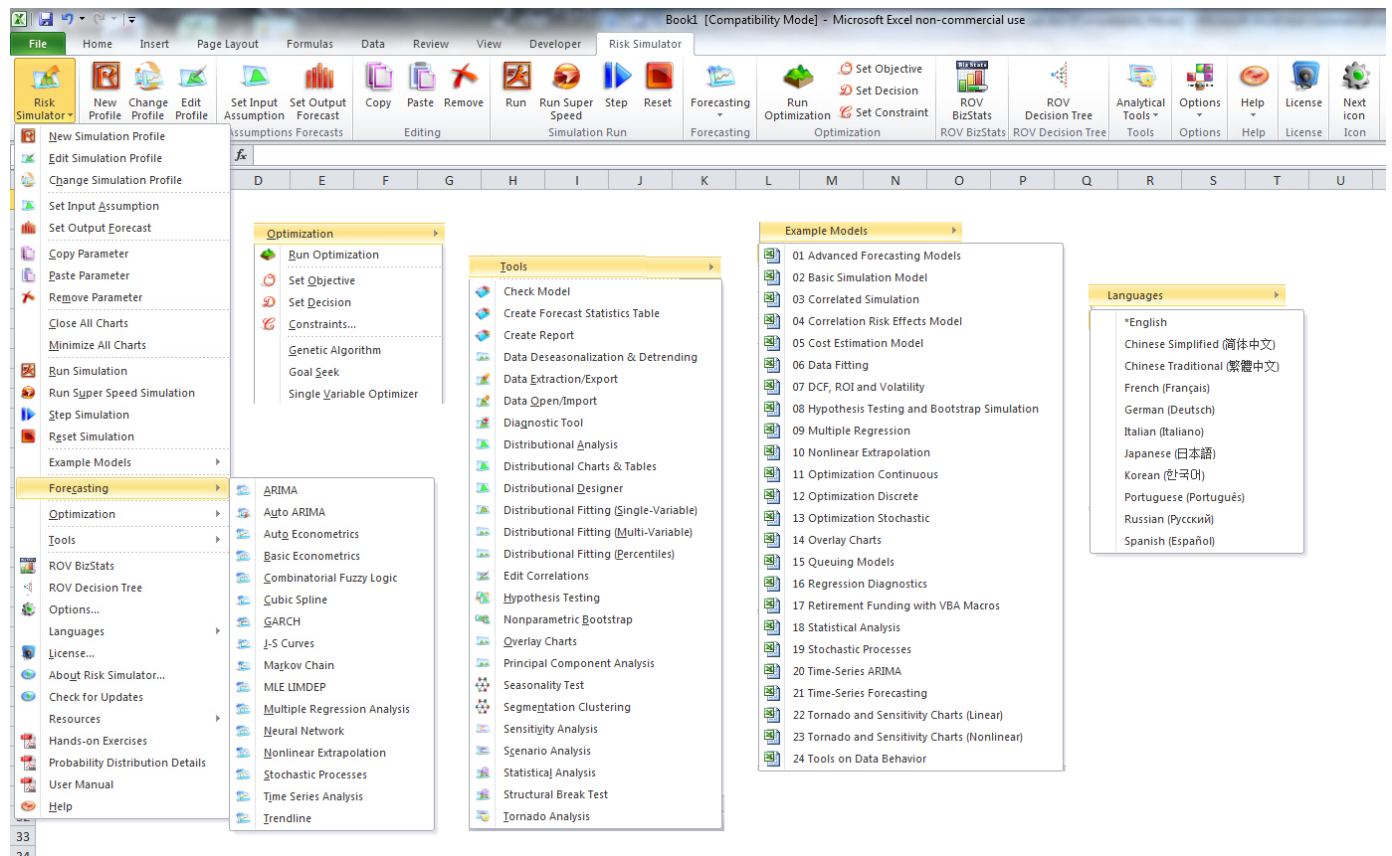 Book1 [Compatibility Mode] - Microsoft Excel non-commercial use
File Home Insert Page Layout Formulas Data Review View Developer Risk Simulator
Risk Simulator
New Profile
Change Profile
Edit Profile
Set Input Assumption
Set Output Forecast
Copy
Paste
Remove
Run
Run Super Speed
Step
Reset
Forecasting
Run Optimization
Set Objective
Set Decision
Set Constraint
ROV BizStats
ROV Decision Tree
Analytical Tools
Options
Help
License
Next icon
Assumptions Forecasts Editing Simulation Run Forecasting Optimization ROV BizStats ROV Decision Tree Tools Options Help License Icon
fx
D E F G H I J K L M N O P Q R S T U
New Simulation Profile
Edit Simulation Profile
Change Simulation Profile
Set Input Assumption
Set Output Forecast
Copy Parameter
Paste Parameter
Remove Parameter
Close All Charts
Minimize All Charts
Run Simulation
Run Super Speed Simulation
Step Simulation
Reset Simulation
Example Models
Forecasting
Optimization
Tools
ROV BizStats
ROV Decision Tree
Options...
Languages
License...
About Risk Simulator...
Check for Updates
Resources
Hands-on Exercises
Probability Distribution Details
User Manual
Help
33
ARIMA
Auto ARIMA
Auto Econometrics
Basic Econometrics
Combinatorial Fuzzy Logic
Cubic Spline
GARCH
J-S Curves
Markov Chain
MLE LIMDEP
Multiple Regression Analysis
Neural Network
Nonlinear Extrapolation
Stochastic Processes
Time Series Analysis
Trendline
Optimization
Run Optimization
Set Objective
Set Decision
Constraints...
Genetic Algorithm
Goal Seek
Single Variable Optimizer
Tools
Check Model
Create Forecast Statistics Table
Create Report
Data Deseasonalization & Detrending
Data Extraction/Export
Data Open/Import
Diagnostic Tool
Distributional Analysis
Distributional Charts & Tables
Distributional Designer
Distributional Fitting (Single-Variable)
Distributional Fitting (Multi-Variable)
Distributional Fitting (Percentiles)
Edit Correlations
Hypothesis Testing
Nonparametric Bootstrap
Overlay Charts
Principal Component Analysis
Seasonality Test
Segmentation Clustering
Sensitivity Analysis
Scenario Analysis
Statistical Analysis
Structural Break Test
Tornado Analysis
Example Models
01 Advanced Forecasting Models
02 Basic Simulation Model
03 Correlated Simulation
04 Correlation Risk Effects Model
05 Cost Estimation Model
06 Data Fitting
07 DCF, ROI and Volatility
08 Hypothesis Testing and Bootstrap Simulation
09 Multiple Regression
10 Nonlinear Extrapolation
11 Optimization Continuous
12 Optimization Discrete
13 Optimization Stochastic
14 Overlay Charts
15 Queuing Models
16 Regression Diagnostics
17 Retirement Funding with VBA Macros
18 Statistical Analysis
19 Stochastic Processes
20 Time-Series ARIMA
21 Time-Series Forecasting
22 Tornado and Sensitivity Charts (Linear)
23 Tornado and Sensitivity Charts (Nonlinear)
24 Tools on Data Behavior
Languages
*English
Chinese Simplified (简体中文)
Chinese Traditional (繁體中文)
French (Français)
German (Deutsch)
Italian (Italiano)
Japanese (日本語)
Korean (한국어)
Portuguese (Português)
Russian (Русский)
Spanish (Español)